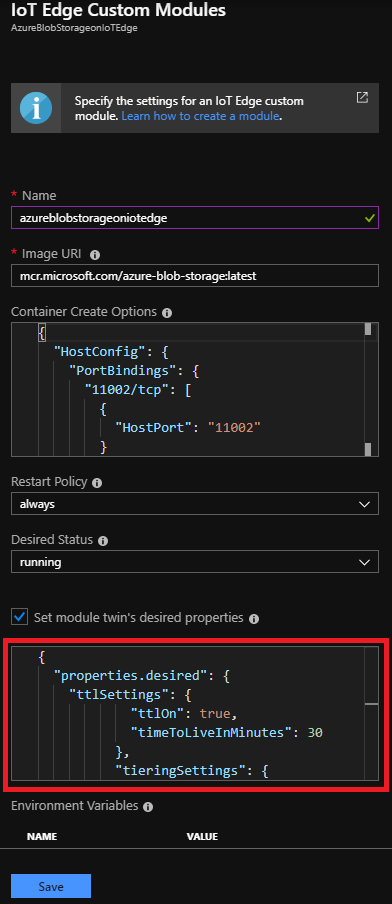 IoT Edge Custom Modules
AzureBlobStorageonIoTEdge
Specify the settings for an IoT Edge custom
module. Learn how to create a module.
* Name
azureblobstorageoniotedge
* Image URI
mcr.microsoft.com/azure-blob-storage:latest
Container Create Options
{
"HostConfig": {
"PortBindings": {
"11002/tcp": [
{
"HostPort": "11002"
}
Restart Policy
always
Desired Status
running
Set module twin's desired properties
{
"properties.desired": {
"ttlSettings": {
"ttlOn": true,
"timeToLiveInMinutes": 30
},
"tieringSettings": {
Environment Variables
NAME VALUE
Save